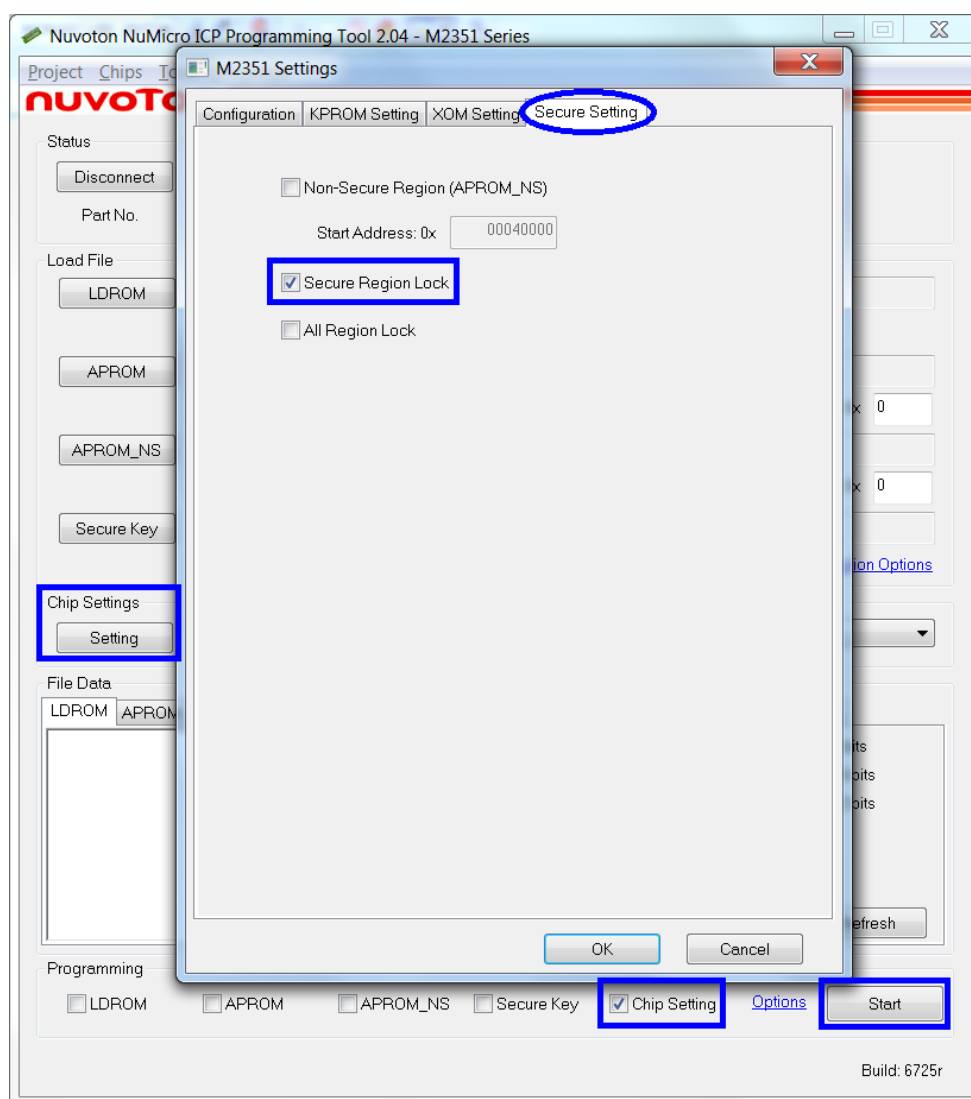 Nuvoton NuMicro ICP Programming Tool 2.04 - M2351 Series
Project Chips
M2351 Settings
Configuration KPROM Setting XOM Setting Secure Setting
Status
Disconnect
Part No.
Non-Secure Region (APROM_NS)
Start Address: 0x 00040000
Load File
Secure Region Lock
LDROM
All Region Lock
APROM
x 0
APROM_NS
x 0
Secure Key
Options
Chip Settings
Setting
File Data
LDROM APROM
its
bits
bits
OK Cancel
Programming
LDROM APROM APROM_NS Secure Key Chip Setting Options Start
Build: 6725r